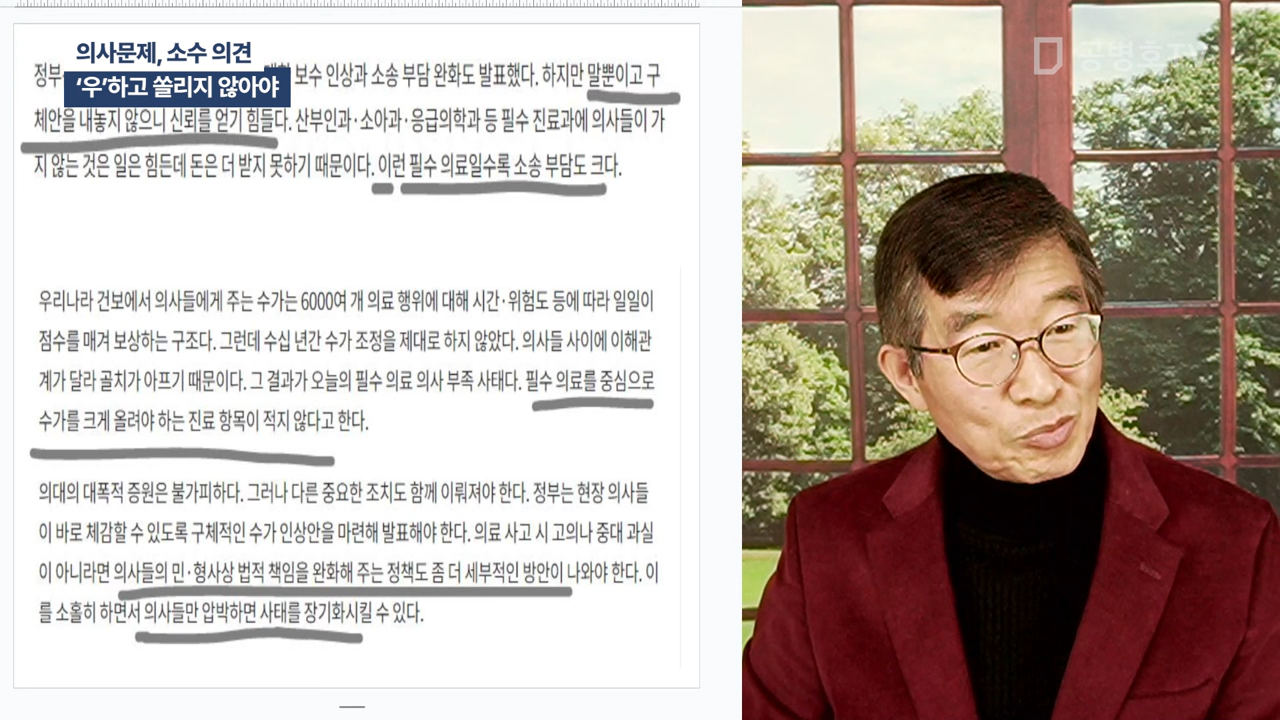 의사문제, 소수 의견
‘우’하고 쏠리지 않아야
정부 보수 인상과 소송 부담 완화도 발표했다. 하지만 말뿐이고 구
체안을 내놓지 않으니 신뢰를 얻기 힘들다. 산부인과·소아과·응급의학과 등 필수 진료과에 의사들이 가
지 않는 것은 일은 힘든데 돈은 더 받지 못하기 때문이다. 이런 필수 의료일수록 소송 부담도 크다.
우리나라 건보에서 의사들에게 주는 수가는 6000여 개 의료 행위에 대해 시간·위험도 등에 따라 일일이
점수를 매겨 보상하는 구조다. 그런데 수십 년간 수가 조정을 제대로 하지 않았다. 의사들 사이에 이해관
계가 달라 골치가 아프기 때문이다. 그 결과가 오늘의 필수 의료 의사 부족 사태다. 필수 의료를 중심으로
수가를 크게 올려야 하는 진료 항목이 적지 않다고 한다.
의대의 대폭적 증원은 불가피하다. 그러나 다른 중요한 조치도 함께 이뤄져야 한다. 정부는 현장 의사들
이 바로 체감할 수 있도록 구체적인 수가 인상안을 마련해 발표해야 한다. 의료 사고 시 고의나 중대 과실
이 아니라면 의사들의 민·형사상 법적 책임을 완화해 주는 정책도 좀 더 세부적인 방안이 나와야 한다. 이
를 소홀히 하면서 의사들만 압박하면 사태를 장기화시킬 수 있다.
공병호TV